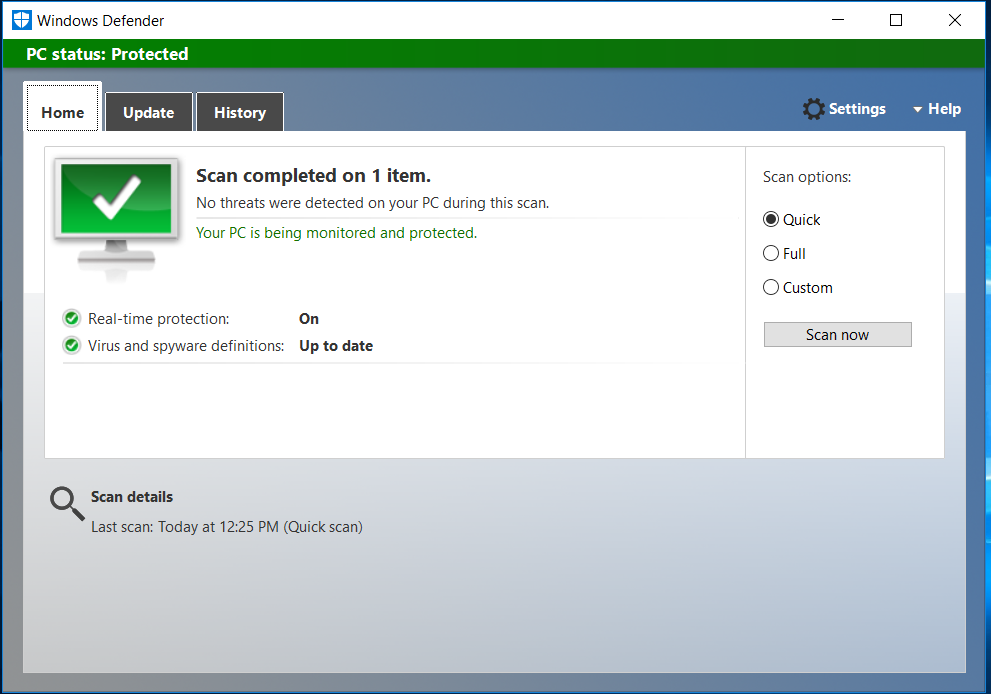 Windows Defender
PC status: Protected
Home
Update
History
Settings
Help
Scan completed on 1 item.
No threats were detected on your PC during this scan.
Your PC is being monitored and protected.
Real-time protection: On
Virus and spyware definitions: Up to date
Scan options:
Quick
Full
Custom
Scan now
Scan details
Last scan: Today at 12:25 PM (Quick scan)